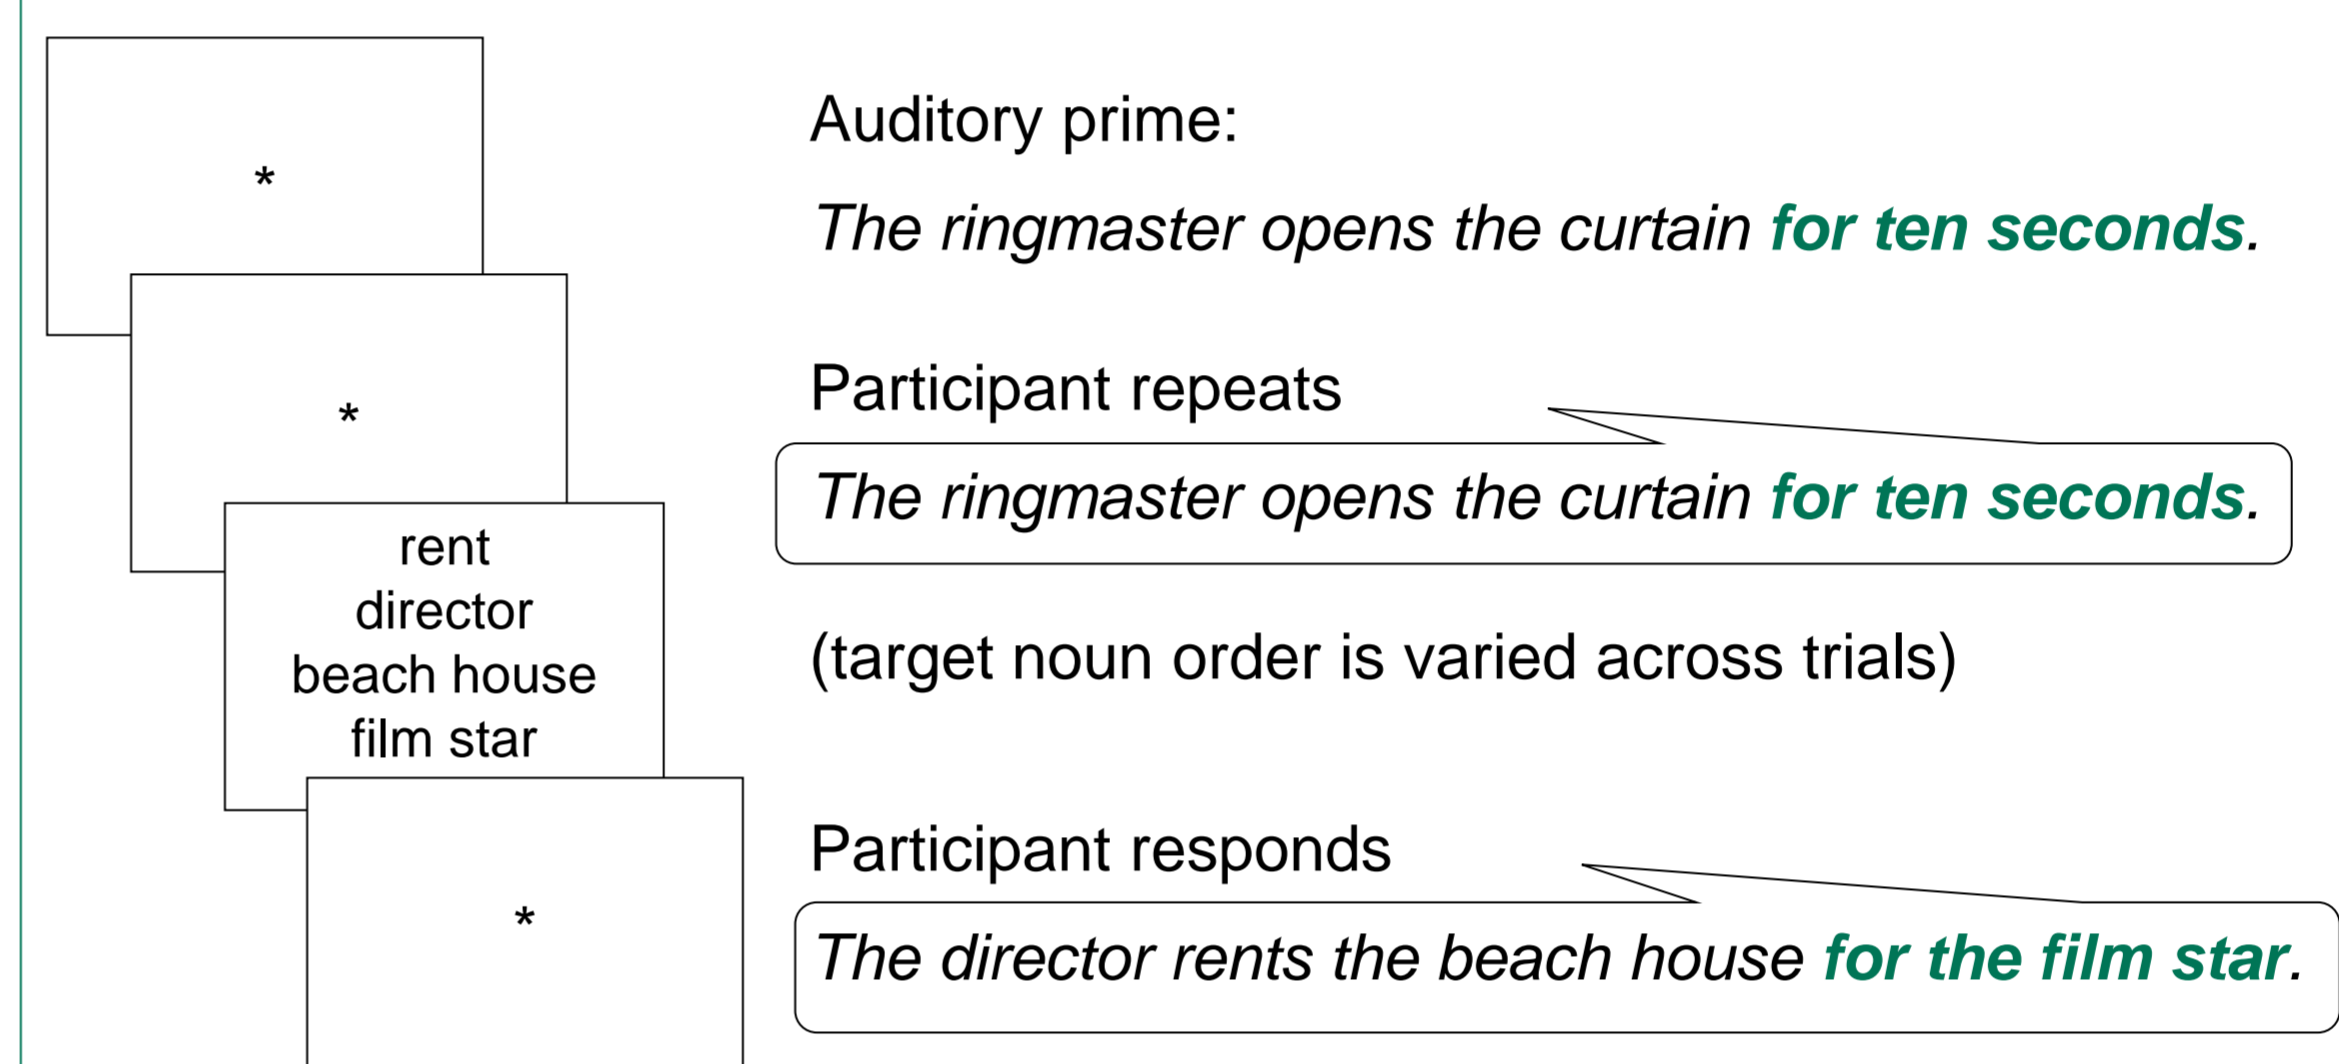 *
Auditory prime:
The ringmaster opens the curtain for ten seconds.
*
Participant repeats
The ringmaster opens the curtain for ten seconds.
rent
director
beach house
film star
(target noun order is varied across trials)
*
Participant responds
The director rents the beach house for the film star.